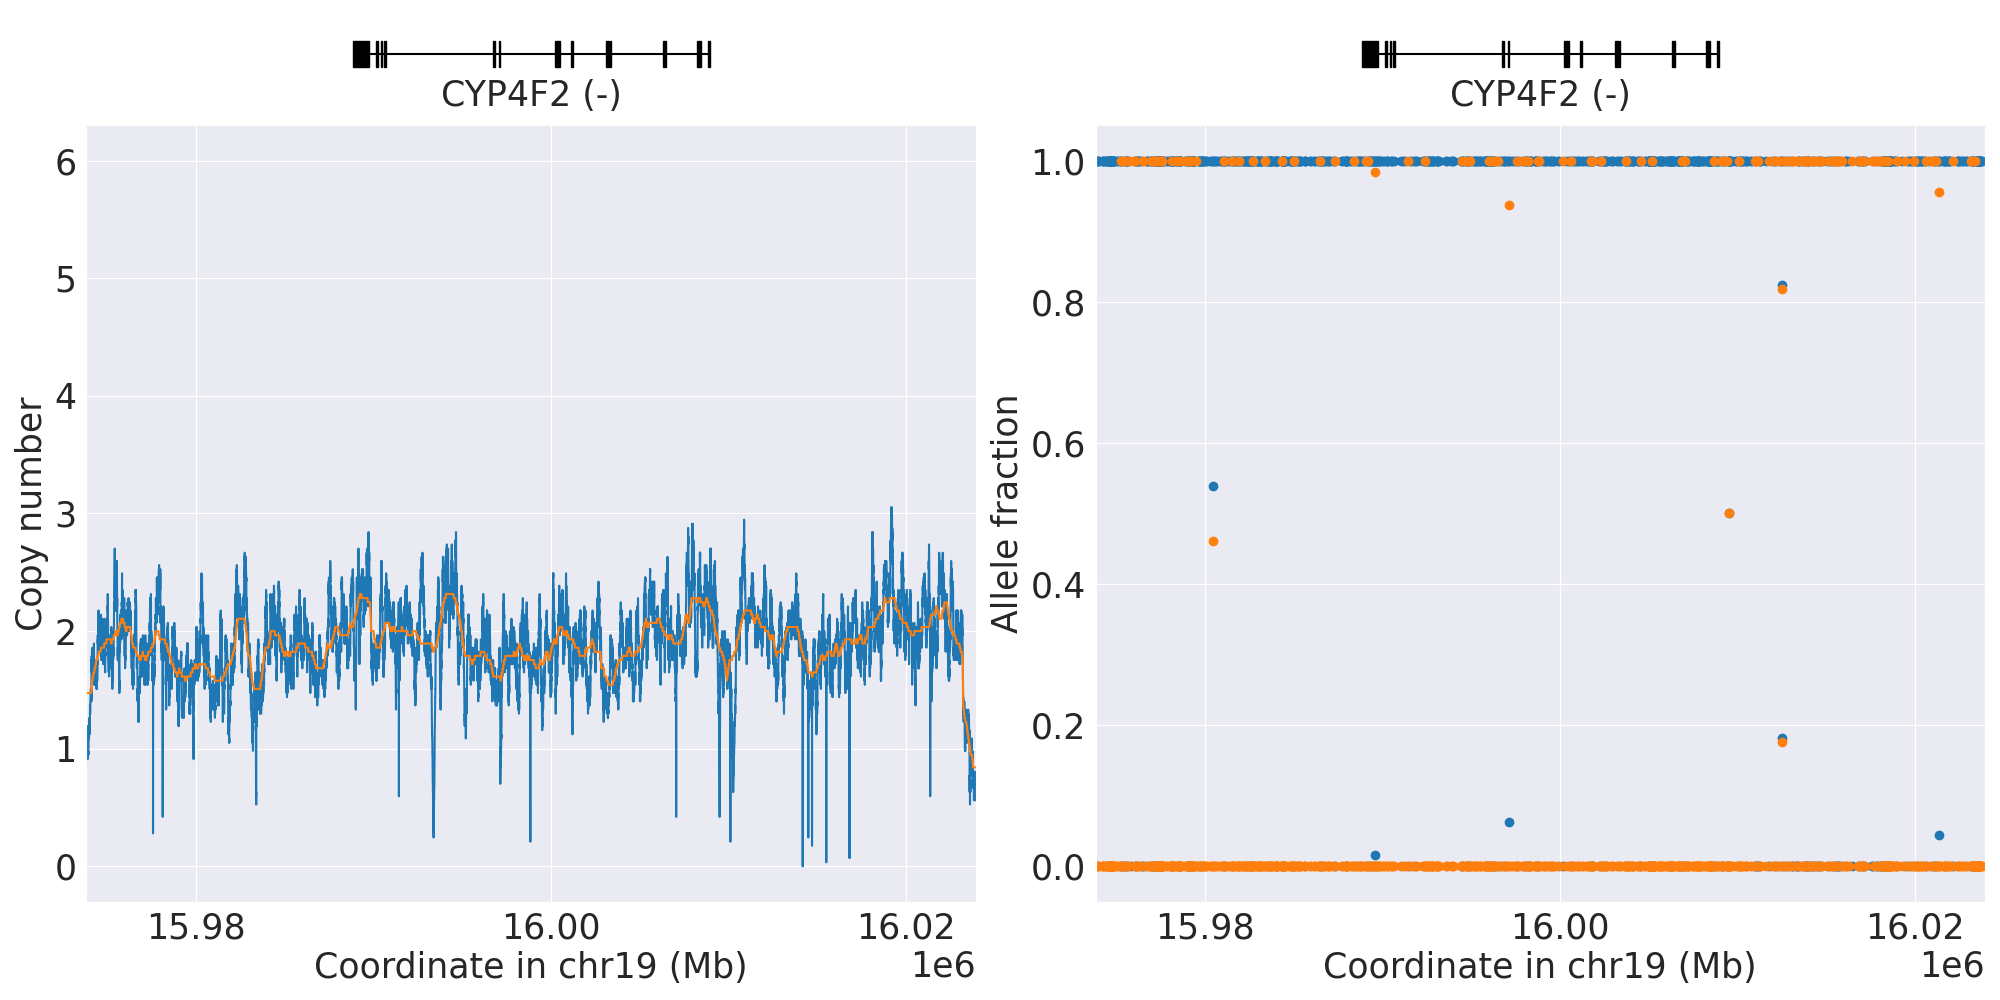 CYP4F2 (-)
6
5
4
3
2
1
0
Copy number
15.98
16.00
16.02
Coordinate in chr19 (Mb)
1e6
CYP4F2 (-)
1.0
0.8
0.6
0.4
0.2
0.0
Allele fraction
15.98
16.00
16.02
Coordinate in chr19 (Mb)
1e6